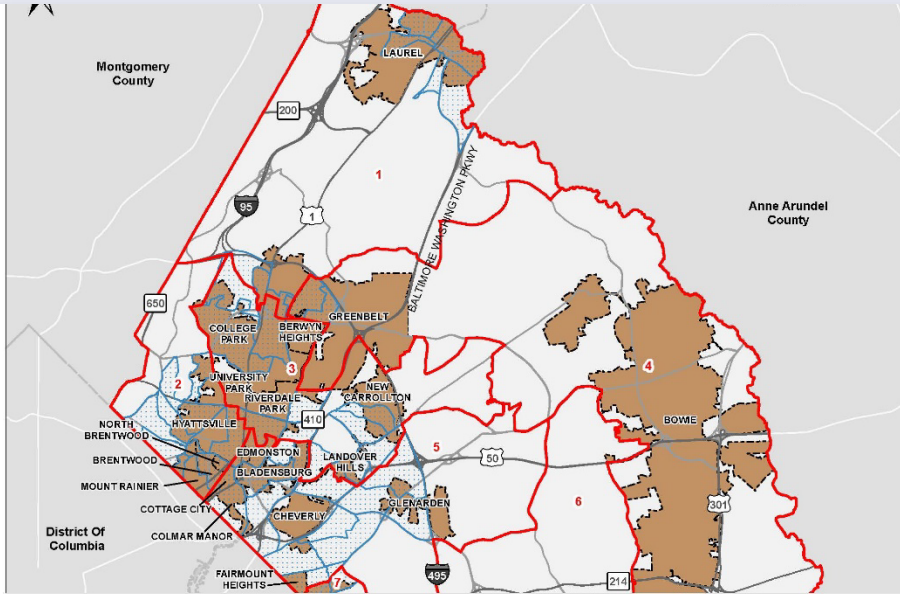 LAUREL
Montgomery
County
200
1
BALTIMORE WASHINGTON PKWY
95
1
Anne Arundel
County
650
GREENBELT
COLLEGE
PARK
BERWYN
HEIGHTS
3
4
2
UNIVERSITY
PARK
RIVERDALE
PARK
NEW
CARROLLTON
HYATTSVILLE
410
NORTH
BRENTWOOD
BOWIE
EDMONSTON
5
50
BRENTWOOD
LANDOVER
HILLS
BLADENSBURG
MOUNT RAINIER
6
301
GLENARDEN
COTTAGE CITY
CHEVERLY
COLMAR MANOR
District Of
Columbia
FAIRMOUNT
HEIGHTS
7
495
214